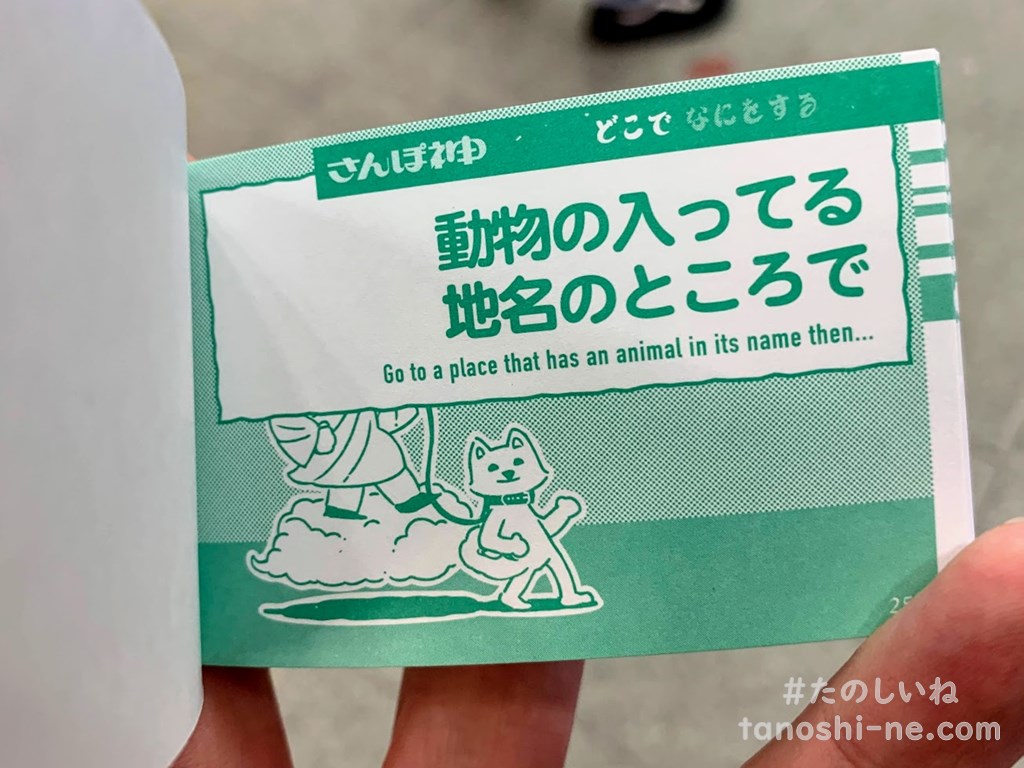 さんぽ神
どこで なにをする
動物の入ってる
地名のところで
Go to a place that has an animal in its name then...
#たのしいね
tanoshi-ne.com